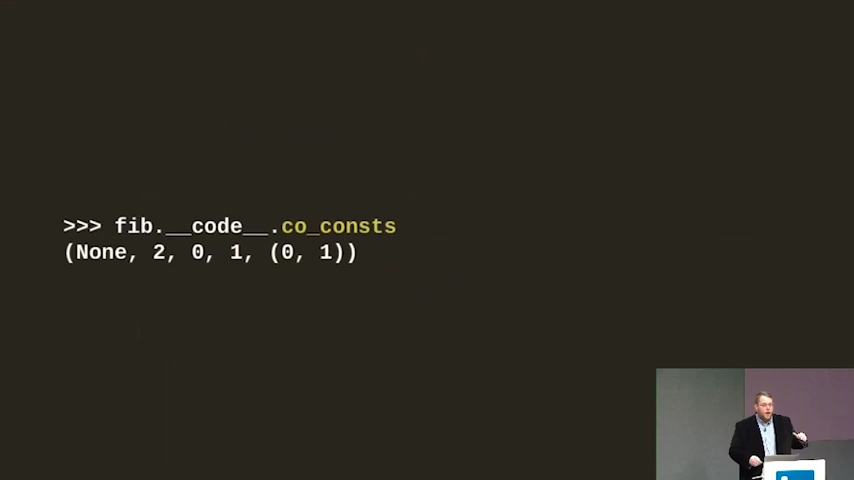 >>> fib.__code__.co_consts
(None, 2, 0, 1, (0, 1))